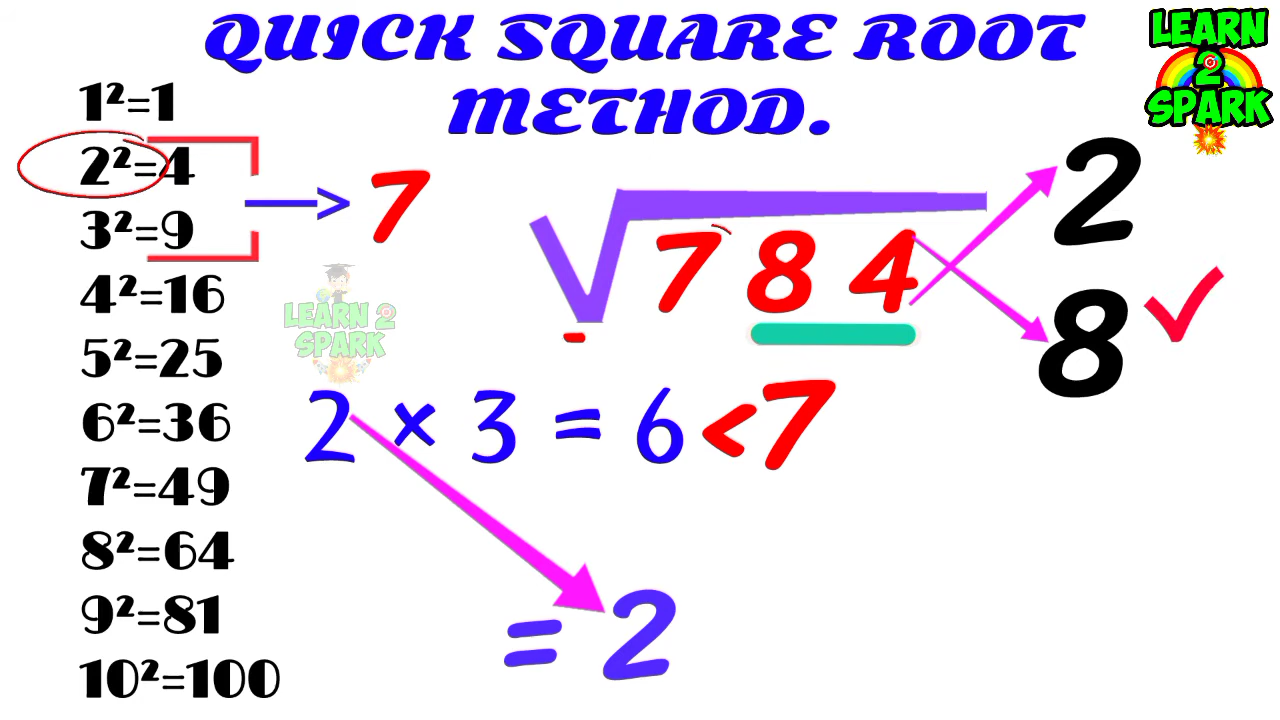 QUICK SQUARE ROOT
METHOD.
LEARN
2
SPARK
1²=1
2²=4
3²=9
4²=16
5²=25
6²=36
7²=49
8²=64
9²=81
10²=100
> 7
√784
2
8 ✓
LEARN 2
SPARK
2 × 3 = 6<7
= 2